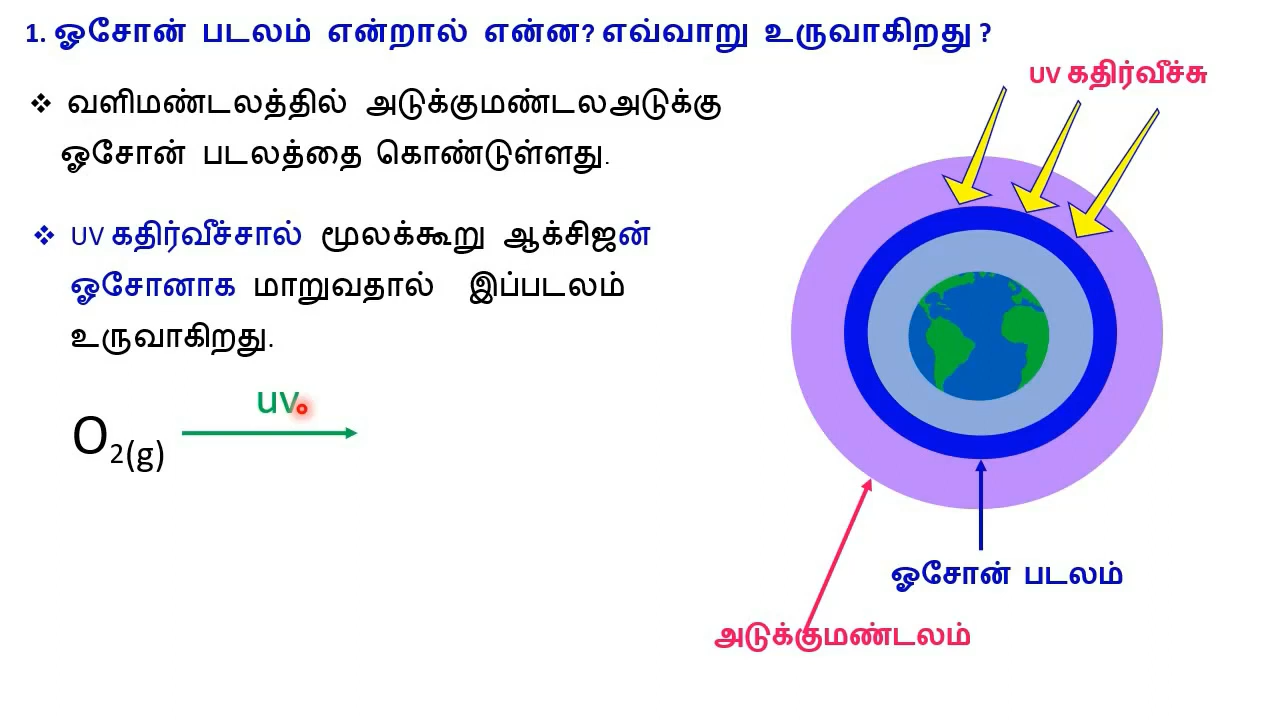 1. ஓசோன் படலம் என்றால் என்ன? எவ்வாறு உருவாகிறது ?
UV கதிர்வீச்சு
❖ வளிமண்டலத்தில் அடுக்குமண்டலஅடுக்கு
ஓசோன் படலத்தை கொண்டுள்ளது.
❖ UV கதிர்வீச்சால் மூலக்கூறு ஆக்சிஜன்
ஓசோனாக மாறுவதால் இப்படலம்
உருவாகிறது.
uv
O2(g)
ஓசோன் படலம்
அடுக்குமண்டலம்